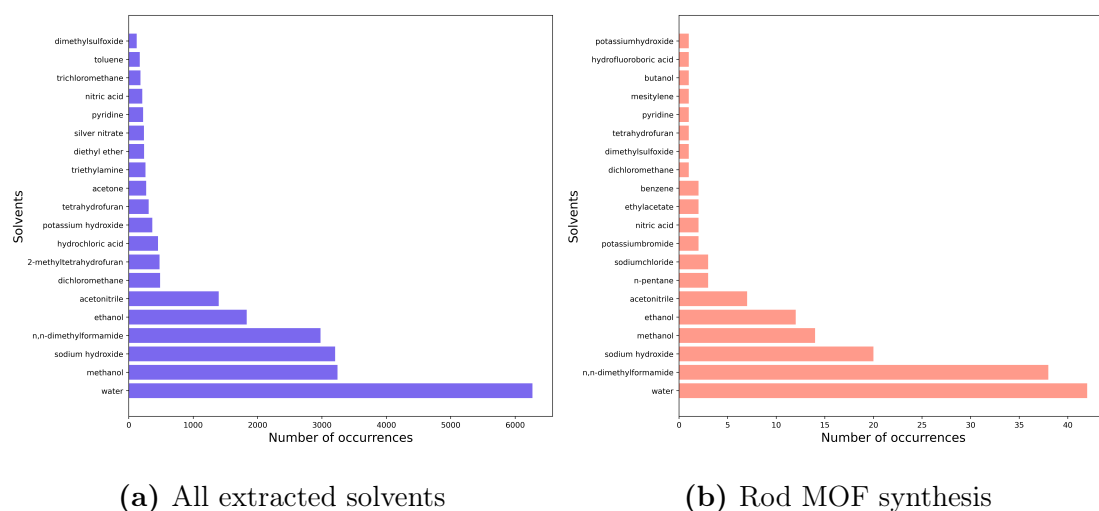 dimethylsulfoxide
toluene
trichloromethane
nitric acid
pyridine
silver nitrate
diethyl ether
triethylamine
acetone
tetrahydrofuran
potassium hydroxide
hydrochloric acid
2-methyltetrahydrofuran
dichloromethane
acetonitrile
ethanol
n,n-dimethylformamide
sodium hydroxide
methanol
water
Solvents
0 1000 2000 3000 4000 5000 6000
Number of occurrences
(a) All extracted solvents
potassiumhydroxide
hydrofluoroboric acid
butanol
mesitylene
pyridine
tetrahydrofuran
dimethylsulfoxide
dichloromethane
benzene
ethylacetate
nitric acid
potassiumbromide
sodiumchloride
n-pentane
acetonitrile
ethanol
methanol
sodium hydroxide
n,n-dimethylformamide
water
Solvents
0 5 10 15 20 25 30 35 40
Number of occurrences
(b) Rod MOF synthesis